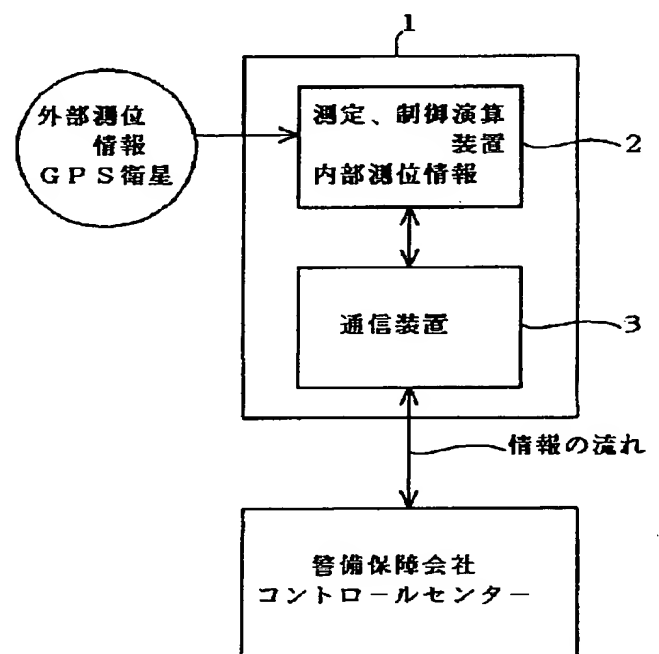 1
外部測位
情報
GPS衛星
測定、制御演算
装置
内部測位情報
2
通信装置
3
情報の流れ
警備保障会社
コントロールセンター